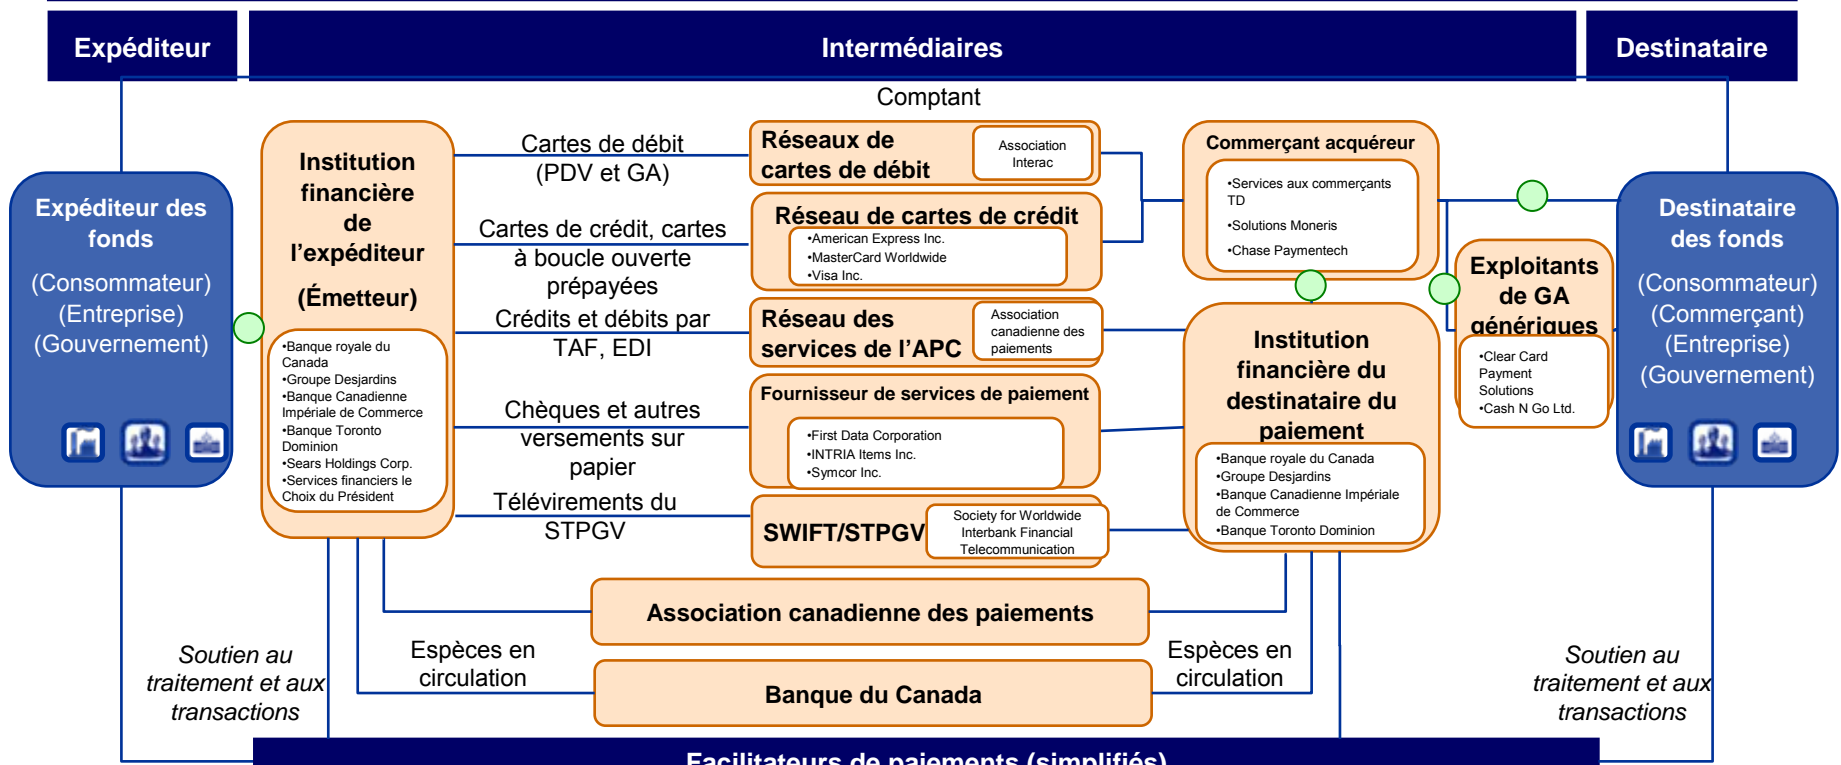 Expéditeur
Intermédiaires
Destinataire
Comptant
Expéditeur des
fonds
(Consommateur)
(Entreprise)
(Gouvernement)
Institution
financière
de
l’expéditeur
(Émetteur)
•Banque royale du
Canada
•Groupe Desjardins
•Banque Canadienne
Impériale de Commerce
•Banque Toronto
Dominion
•Sears Holdings Corp.
•Services financiers le
Choix du Président
Cartes de débit
(PDV et GA)
Cartes de crédit, cartes
à boucle ouverte
prépayées
Crédits et débits par
TAF, EDI
Chèques et autres
versements sur
papier
Télévirements du
STPGV
Réseaux de
cartes de débit
Association
Interac
Réseau de cartes de crédit
•American Express Inc.
•MasterCard Worldwide
•Visa Inc.
Réseau des
services de l’APC
Association
canadienne des
paiements
Fournisseur de services de paiement
•First Data Corporation
•INTRIA Items Inc.
•Symcor Inc.
SWIFT/STPGV
Society for Worldwide
Interbank Financial
Telecommunication
Commerçant acquéreur
•Services aux commerçants
TD
•Solutions Moneris
•Chase Paymentech
Institution
financière du
destinataire du
paiement
•Banque royale du Canada
•Groupe Desjardins
•Banque Canadienne Impériale
de Commerce
•Banque Toronto Dominion
Exploitants
de GA
génériques
•Clear Card
Payment
Solutions
•Cash N Go Ltd.
Destinataire
des fonds
(Consommateur)
(Commerçant)
(Entreprise)
(Gouvernement)
Association canadienne des paiements
Espèces en
circulation
Banque du Canada
Espèces en
circulation
Soutien au
traitement et aux
transactions
Soutien au
traitement et aux
transactions
Facilitateurs de paiements (simplifiés)